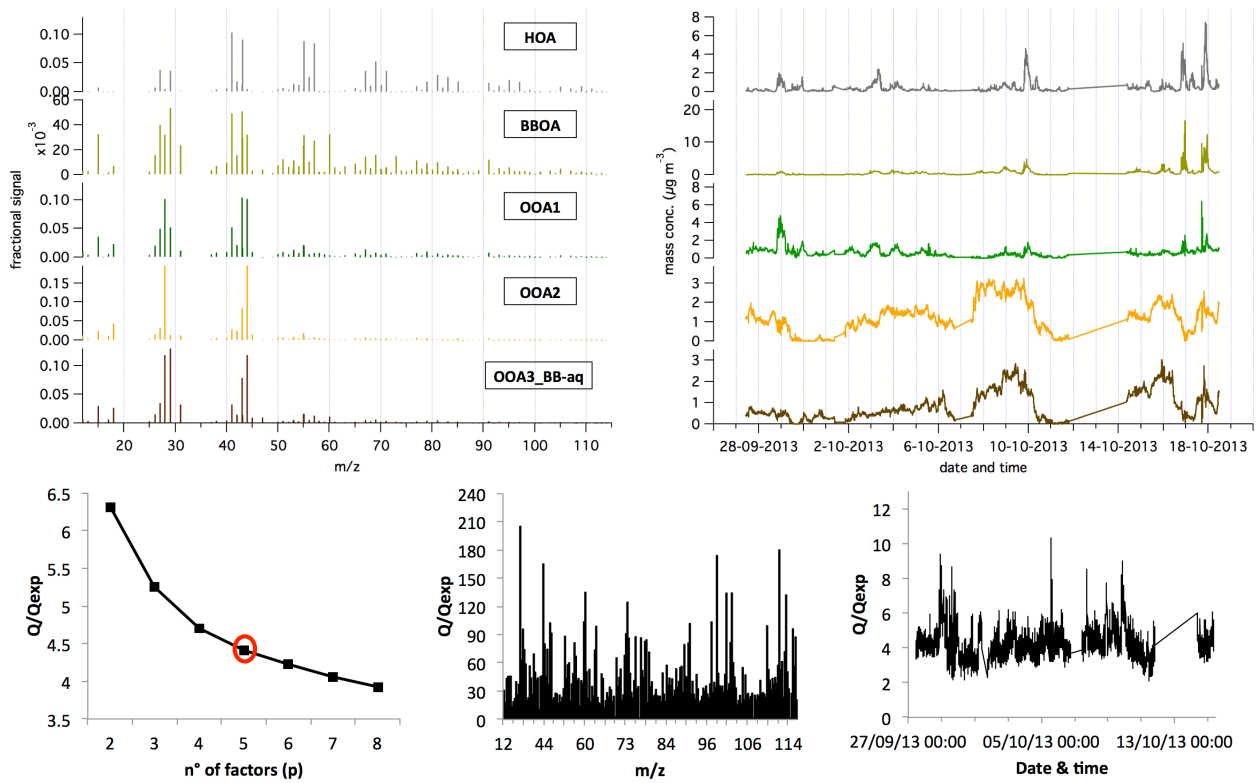 HOA
BBOA
OOA1
OOA2
OOA3_BB-aq
0.10
0.05
0.00
60
40
20
0
x10⁻³
0.10
0.05
0.00
0.15
0.10
0.05
0.00
0.10
0.05
0.00
fractional signal
20 30 40 50 60 70 80 90 100 110
m/z
8
6
4
2
0
20
10
0
8
6
4
2
0
3
2
1
0
3
2
1
0
mass conc. (µg m⁻³)
28-09-2013 2-10-2013 6-10-2013 10-10-2013 14-10-2013 18-10-2013
date and time
6.5
6
5.5
5
4.5
4
3.5
Q/Qexp
2 3 4 5 6 7 8
n° of factors (p)
240
210
180
150
120
90
60
30
0
Q/Qexp
12 44 60 73 84 96 106 114
m/z
12
10
8
6
4
2
0
Q/Qexp
27/09/13 00:00 05/10/13 00:00 13/10/13 00:00
Date & time